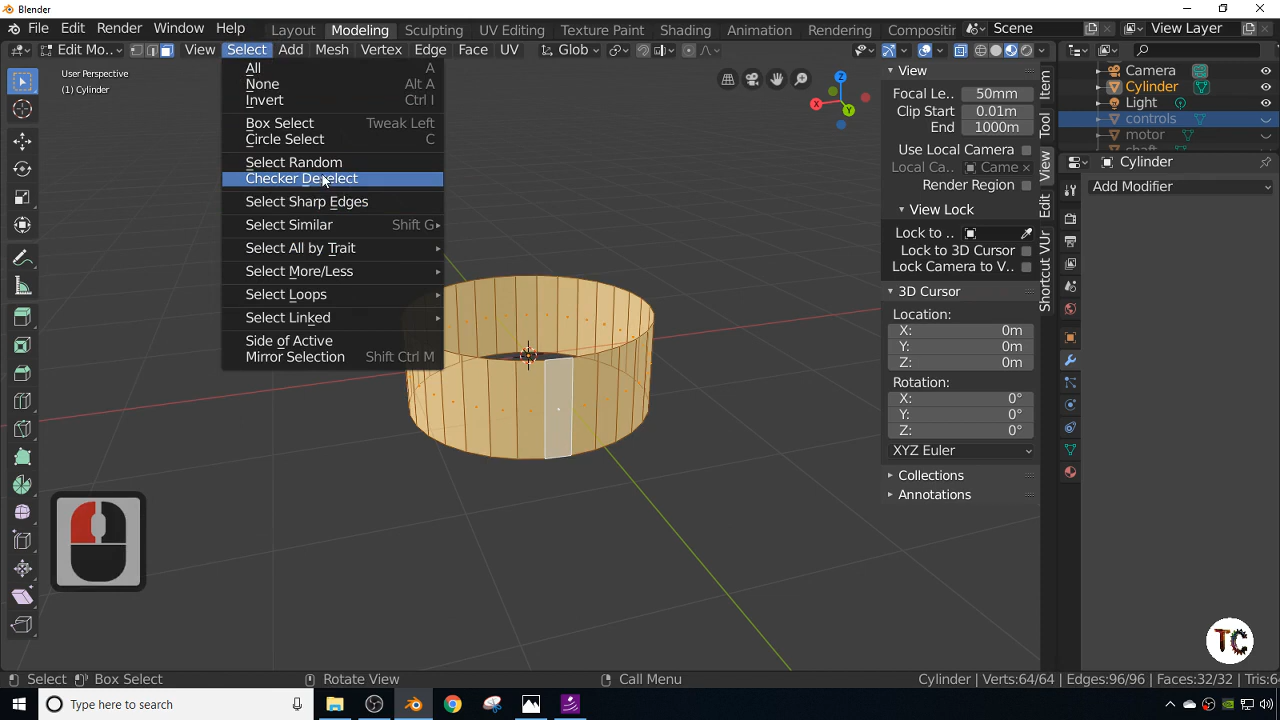 Blender
File Edit Render Window Help Layout Modeling Sculpting UV Editing Texture Paint Shading Animation Rendering Compositir Scene View Layer
Edit Mo... View Select Add Mesh Vertex Edge Face UV Glob
User Perspective
(1) Cylinder
All A
None Alt A
Invert Ctrl I
Box Select Tweak Left
Circle Select C
Select Random
Checker Deselect
Select Sharp Edges
Select Similar Shift G
Select All by Trait
Select More/Less
Select Loops
Select Linked
Side of Active
Mirror Selection Shift Ctrl M
Z
X
Y
View
Focal Le... 50mm
Clip Start 0.01m
End 1000m
Use Local Camera
Local Ca... Came
Render Region
View Lock
Lock to ..
Lock to 3D Cursor
Lock Camera to V..
3D Cursor
Location:
X: 0m
Y: 0m
Z: 0m
Rotation:
X: 0°
Y: 0°
Z: 0°
XYZ Euler
Collections
Annotations
Item
Tool
View
Edit
Shortcut VUr
Camera
Cylinder
Light
controls
motor
Cylinder
Add Modifier
TC
Select Box Select Rotate View Call Menu Cylinder | Verts:64/64 | Edges:96/96 | Faces:32/32 | Tris:6
Type here to search